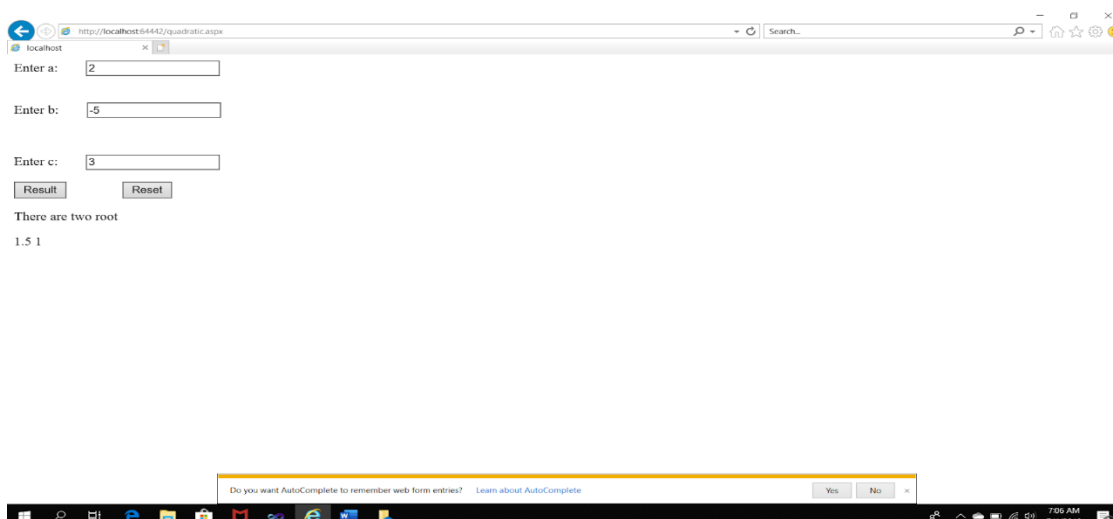 http://localhost:64442/quadratic.aspx
Search...
localhost
Enter a: 2
Enter b: -5
Enter c: 3
Result Reset
There are two root
1.5 1
Do you want AutoComplete to remember web form entries? Learn about AutoComplete Yes No
7:06 AM